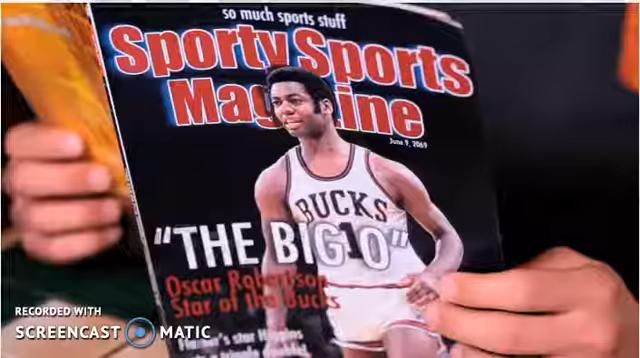 so much sports stuff
Sporty Sports
Magazine
June 9, 2069
BUCKS
"THE BIG O"
Oscar Robertson
Star of the Bucks
star
RECORDED WITH
SCREENCAST MATIC